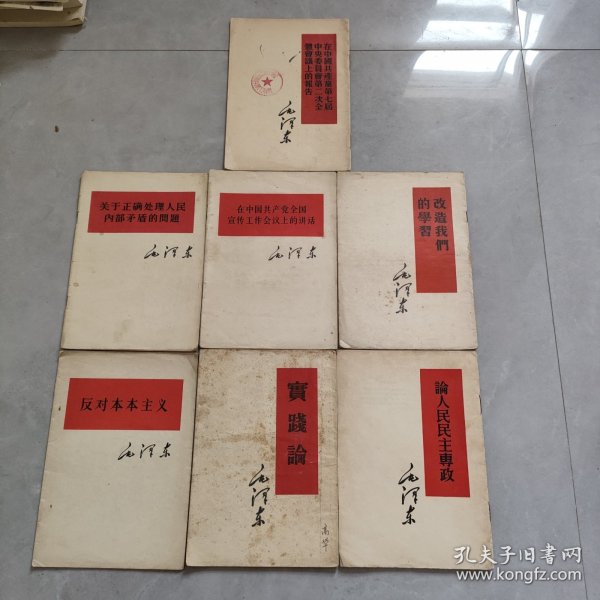 在中國共產黨第七屆
中央委員會第二次全
體會議上的報告
毛泽东
关于正确处理人民
内部矛盾的問題
毛泽东
在中国共产党全国
宣传工作会议上的讲话
毛泽东
改造我們
的學習
毛泽东
反对本本主义
毛泽东
實踐論
毛泽东
高华
論人民民主專政
毛泽东
孔夫子旧书网
www.kongfz.com